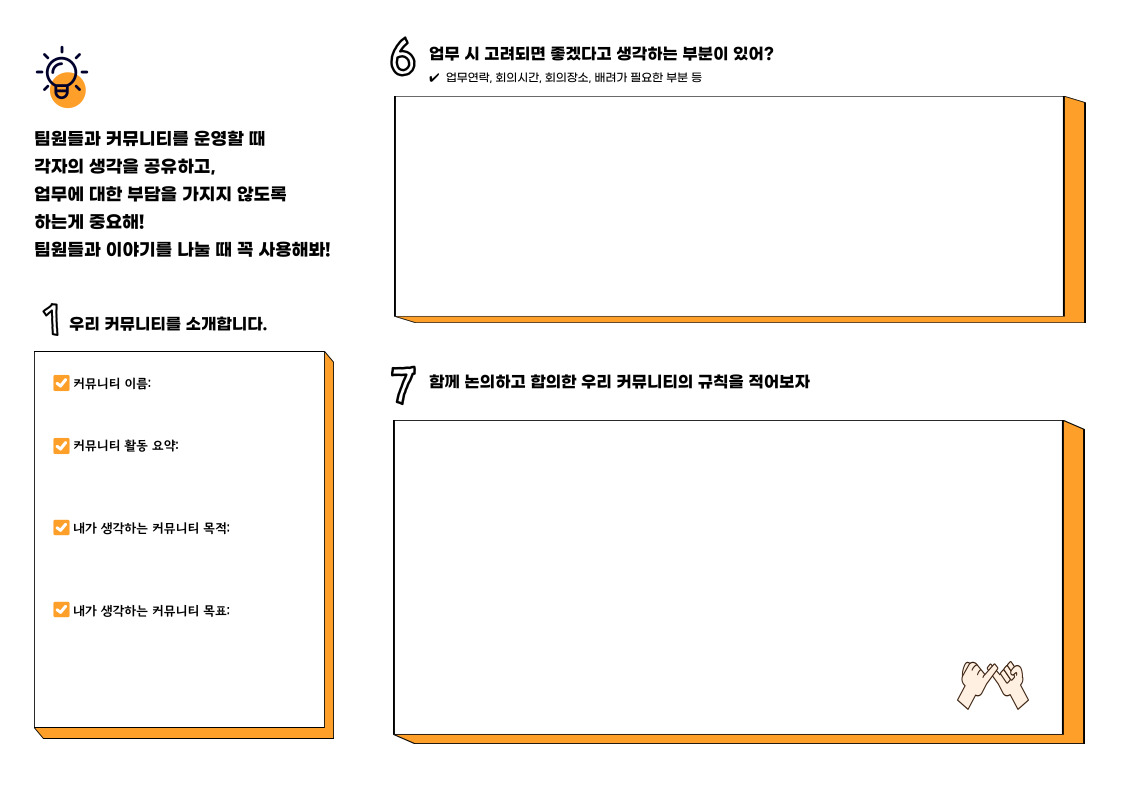 팀원들과 커뮤니티를 운영할 때
각자의 생각을 공유하고,
업무에 대한 부담을 가지지 않도록
하는게 중요해!
팀원들과 이야기를 나눌 때 꼭 사용해봐!
1 우리 커뮤니티를 소개합니다.
커뮤니티 이름:
커뮤니티 활동 요약:
내가 생각하는 커뮤니티 목적:
내가 생각하는 커뮤니티 목표:
6 업무 시 고려되면 좋겠다고 생각하는 부분이 있어?
✔ 업무연락, 회의시간, 회의장소, 배려가 필요한 부분 등
7 함께 논의하고 합의한 우리 커뮤니티의 규칙을 적어보자